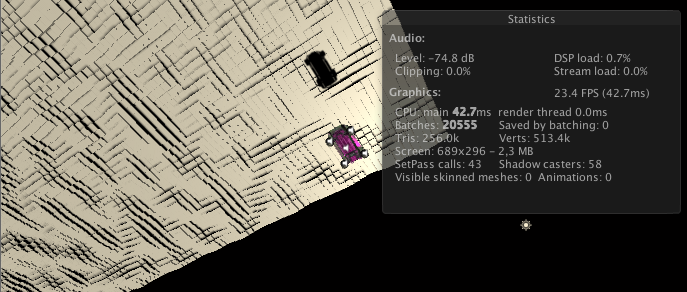 Statistics
Audio:
Level: -74.8 dB DSP load: 0.7%
Clipping: 0.0% Stream load: 0.0%
Graphics: 23.4 FPS (42.7ms)
CPU: main 42.7ms render thread 0.0ms
Batches: 20555 Saved by batching: 0
Tris: 256.0k Verts: 513.4k
Screen: 689x296 - 2,3 MB
SetPass calls: 43 Shadow casters: 58
Visible skinned meshes: 0 Animations: 0